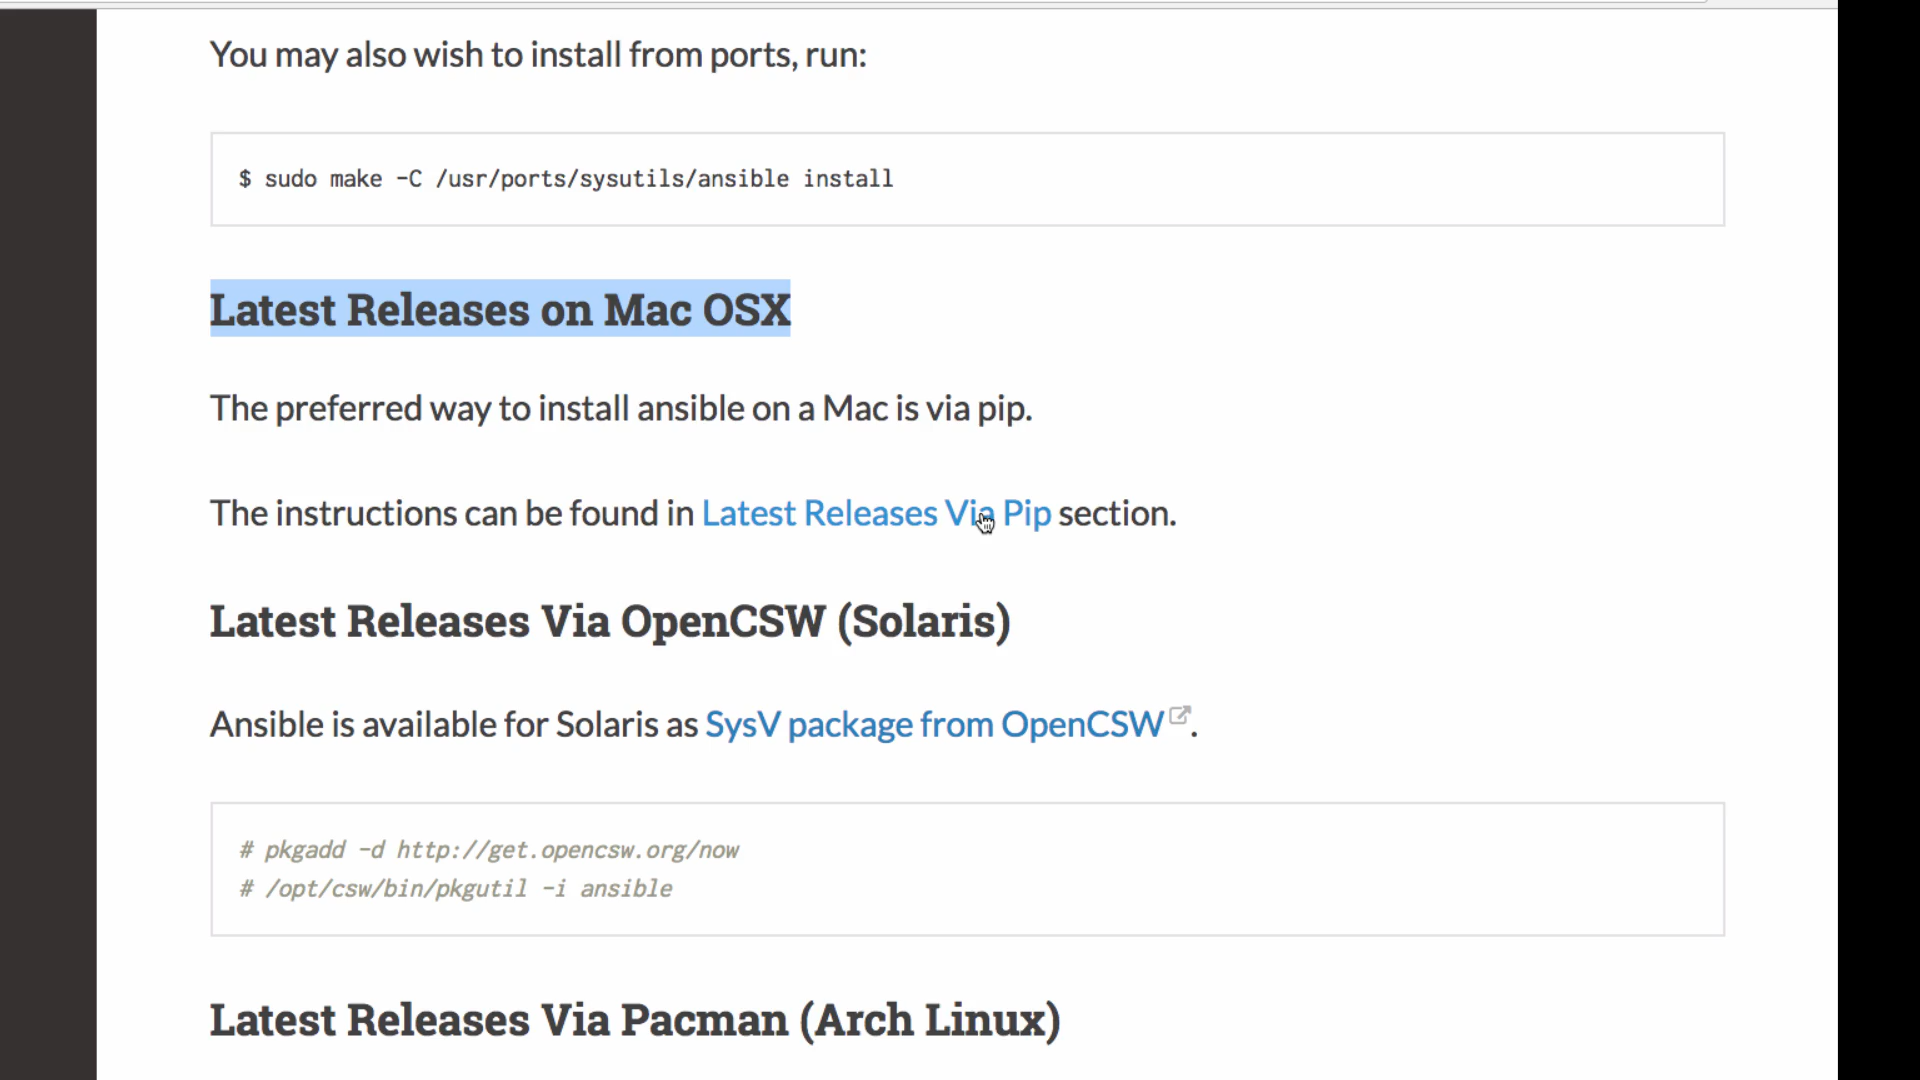 You may also wish to install from ports, run:
$ sudo make -C /usr/ports/sysutils/ansible install
Latest Releases on Mac OSX
The preferred way to install ansible on a Mac is via pip.
The instructions can be found in Latest Releases Via Pip section.
Latest Releases Via OpenCSW (Solaris)
Ansible is available for Solaris as SysV package from OpenCSW.
# pkgadd -d http://get.opencsw.org/now
# /opt/csw/bin/pkgutil -i ansible
Latest Releases Via Pacman (Arch Linux)